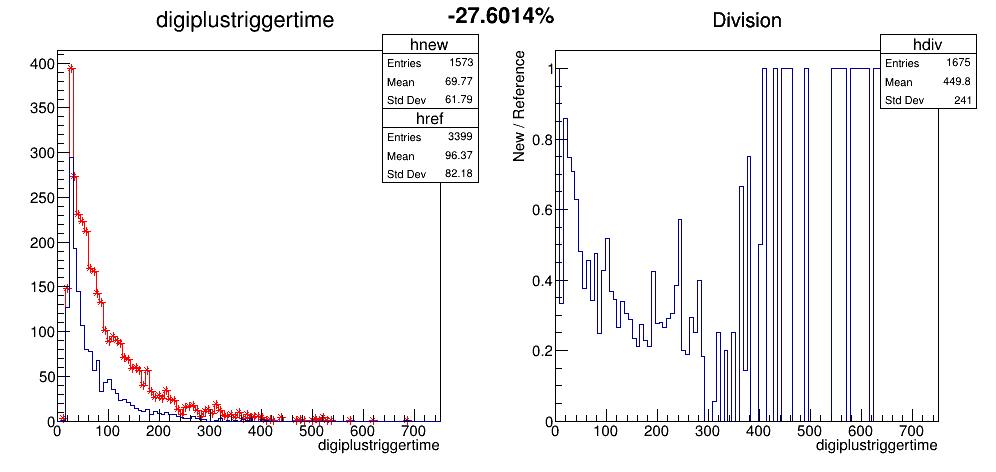 digiplustriggertime
-27.6014%
Division
hnew
Entries 1573
Mean 69.77
Std Dev 61.79
href
Entries 3399
Mean 96.37
Std Dev 82.18
400
350
300
250
200
150
100
50
0
0 100 200 300 400 500 600 700
digiplustriggertime
hdiv
Entries 1675
Mean 449.8
Std Dev 241
New / Reference
1
0.8
0.6
0.4
0.2
0
0 100 200 300 400 500 600 700
digiplustriggertime